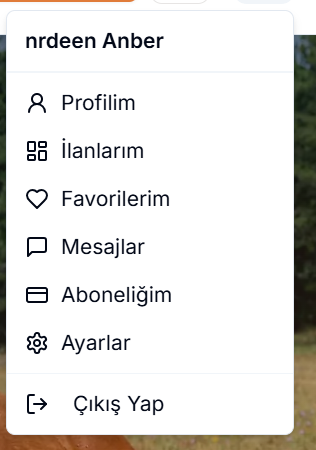 nrdeen Anber
Profilim
İlanlarım
Favorilerim
Mesajlar
Aboneliğim
Ayarlar
Çıkış Yap